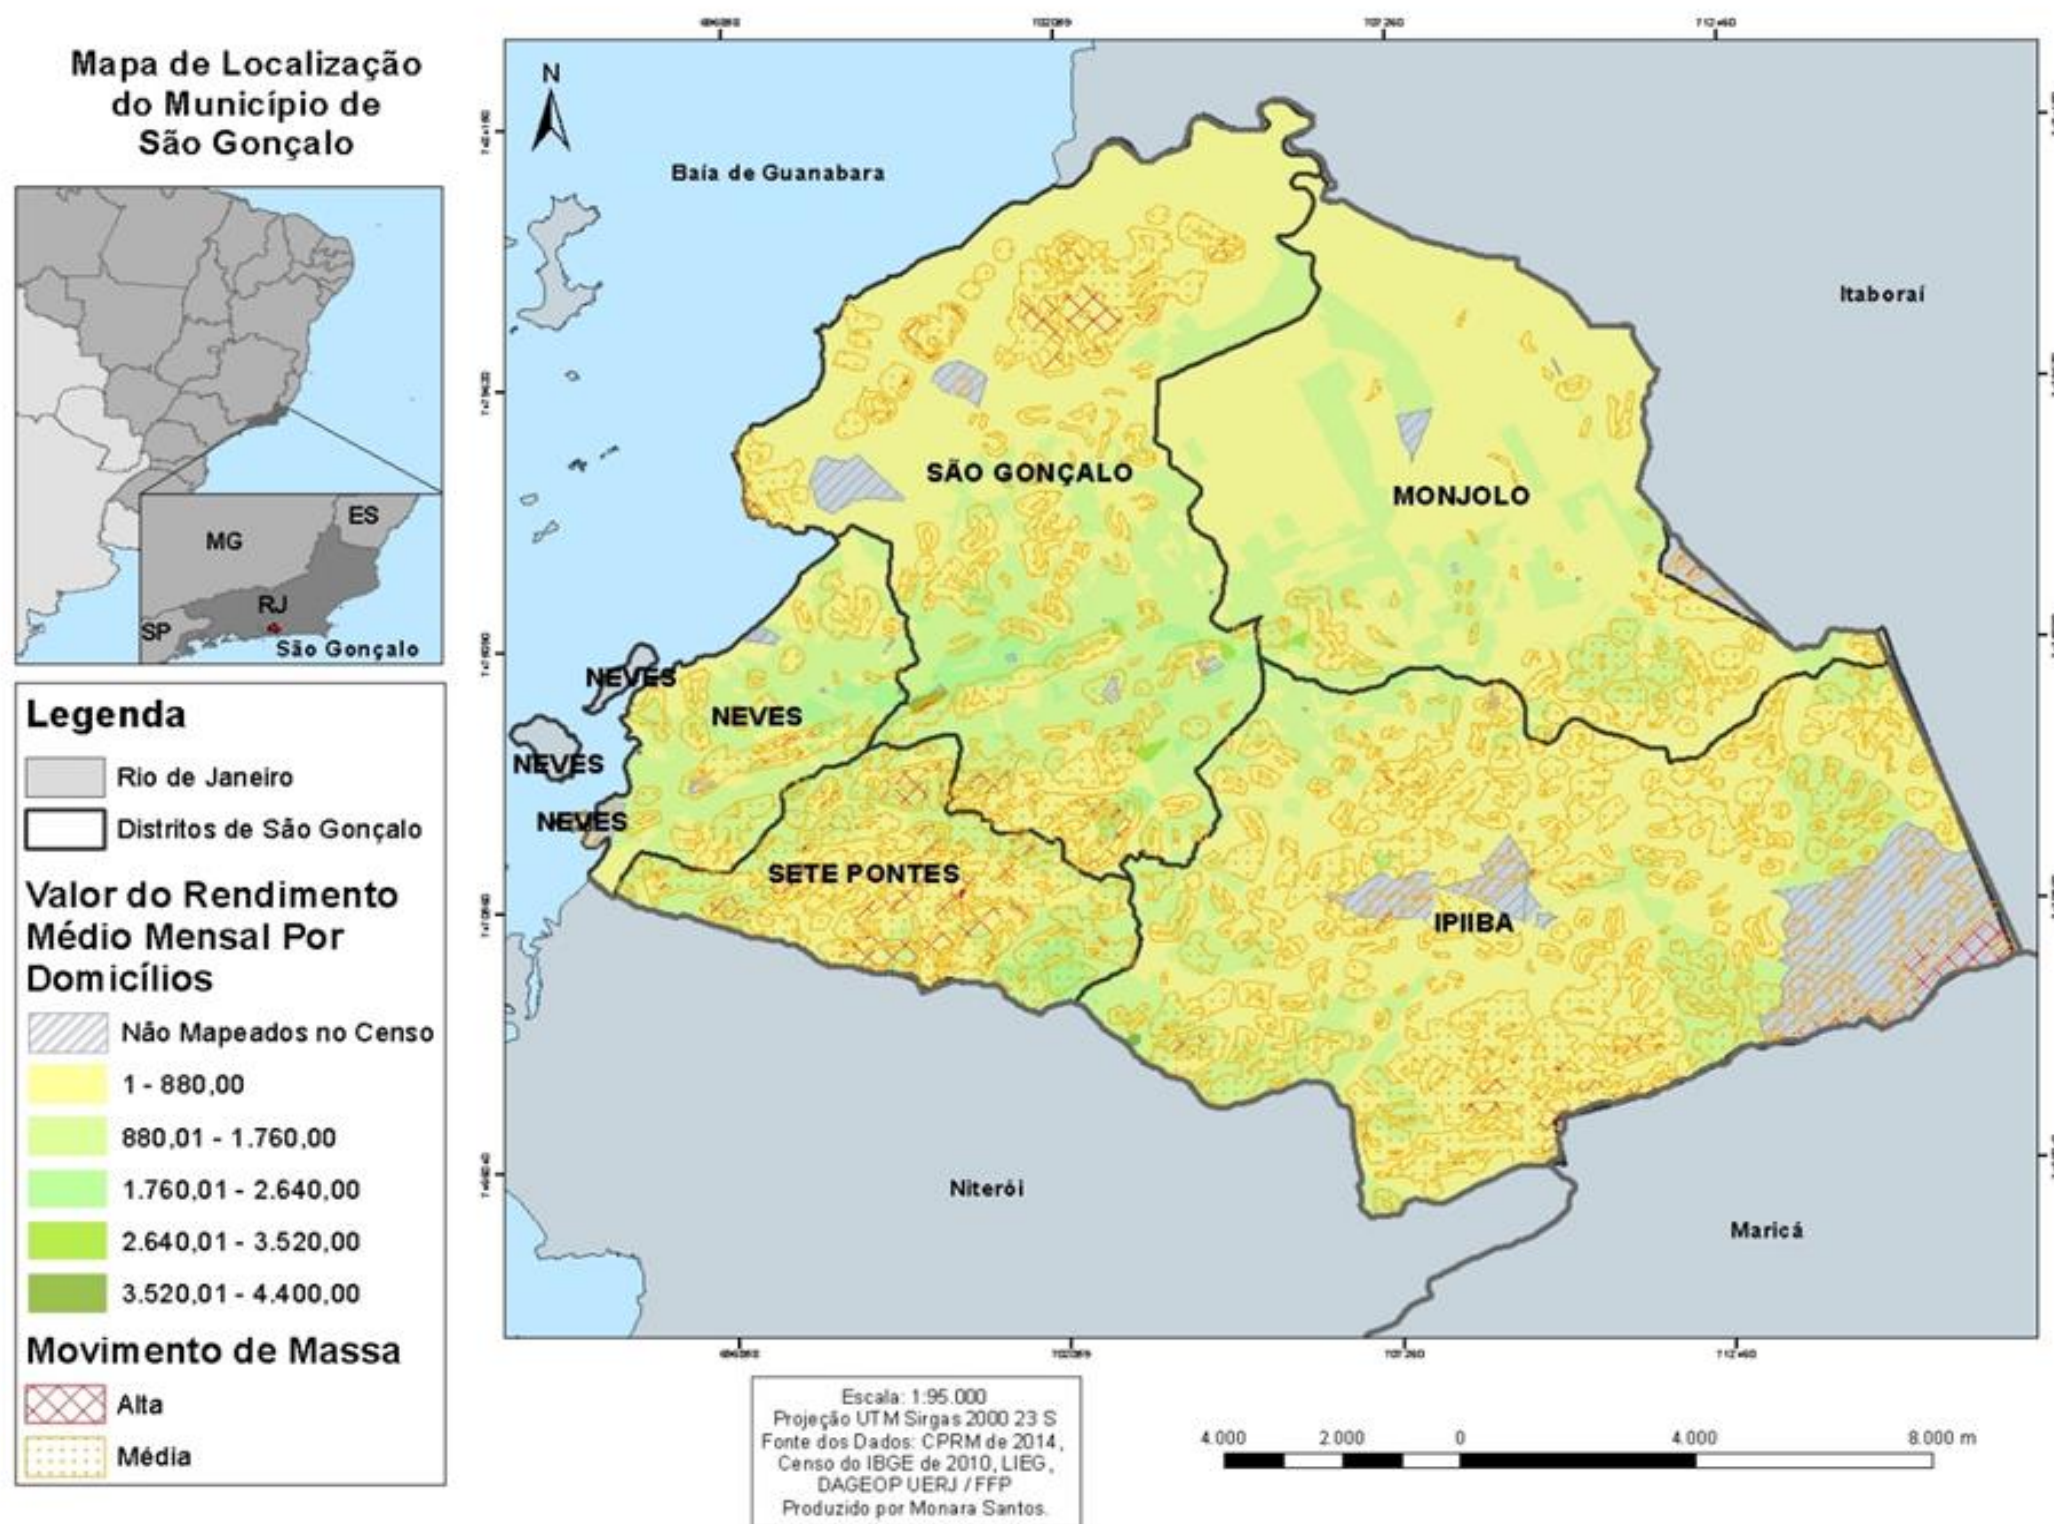 Mapa de Localização
do Município de
São Gonçalo
MG
ES
RJ
SP
São Gonçalo
Legenda
Rio de Janeiro
Distritos de São Gonçalo
Valor do Rendimento
Médio Mensal Por
Domicílios
Não Mapeados no Censo
1 - 880,00
880,01 - 1.760,00
1.760,01 - 2.640,00
2.640,01 - 3.520,00
3.520,01 - 4.400,00
Movimento de Massa
Alta
Média
N
Baía de Guanabara
Itaboraí
SÃO GONÇALO
MONJOLO
NEVES
NEVES
NEVES
NEVES
SETE PONTES
IPIIBA
Niterói
Maricá
Escala: 1:95.000
Projeção UTM Sirgas 2000 23 S
Fonte dos Dados: CPRM de 2014,
Censo do IBGE de 2010, LIEG,
DAGEOP UERJ / FFP
Produzido por Monara Santos.
4.000 2.000 0 4.000 8.000 m